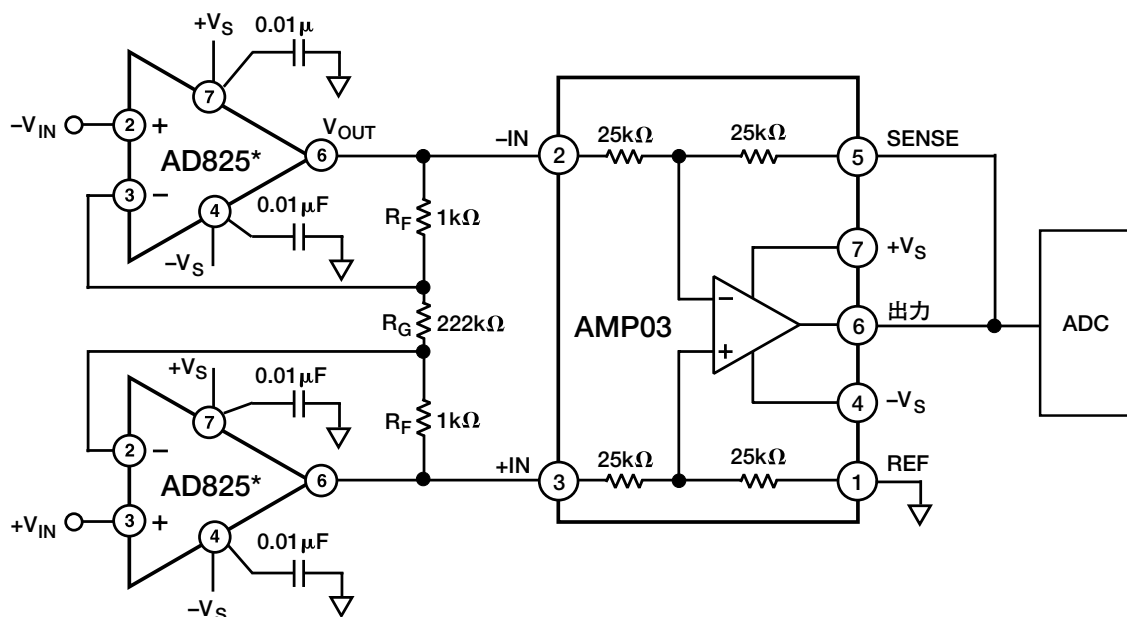 +VS
0.01μ
7
–VIN
2
+
VOUT
6
AD825*
3
–
4
0.01μF
–VS
RF
1kΩ
RG
222kΩ
+VS
0.01μF
7
2
–
RF
1kΩ
AD825*
6
+VIN
3
+
4
0.01μF
–VS
–IN
2
25kΩ
25kΩ
5
SENSE
7
+VS
–
AMP03
6
出力
+
4
–VS
+IN
3
25kΩ
25kΩ
1
REF
ADC